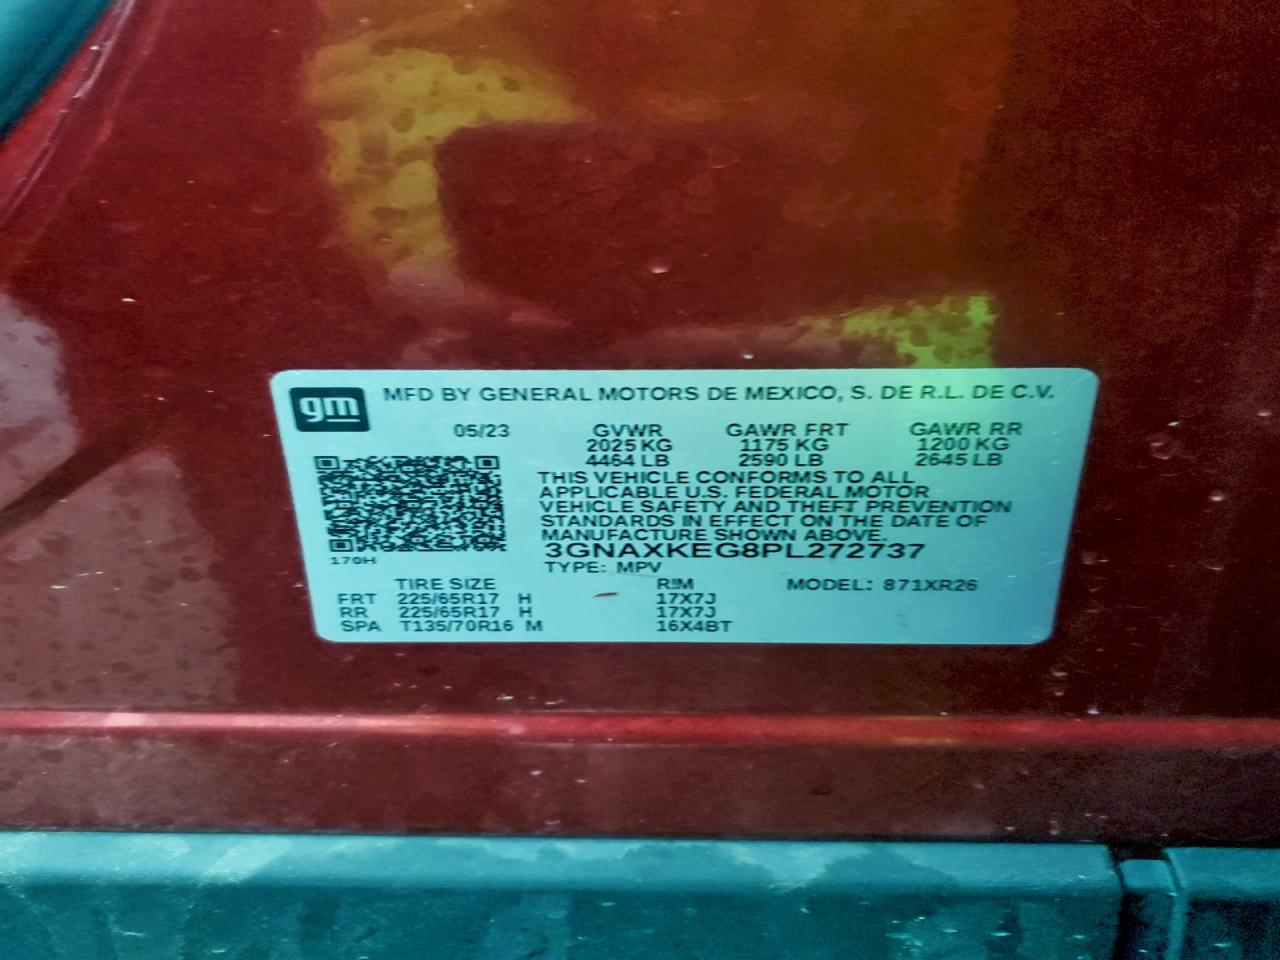 gm MFD BY GENERAL MOTORS DE MEXICO, S. DE R.L. DE C.V.
05/23 GVWR GAWR FRT GAWR RR
2025 KG 1175 KG 1200 KG
4464 LB 2590 LB 2645 LB
THIS VEHICLE CONFORMS TO ALL
APPLICABLE U.S. FEDERAL MOTOR
VEHICLE SAFETY AND THEFT PREVENTION
STANDARDS IN EFFECT ON THE DATE OF
MANUFACTURE SHOWN ABOVE.
3GNAXKEG8PL272737
170H TYPE: MPV
TIRE SIZE RIM MODEL: 871XR26
FRT 225/65R17 H 17X7J
RR 225/65R17 H 17X7J
SPA T135/70R16 M 16X4BT